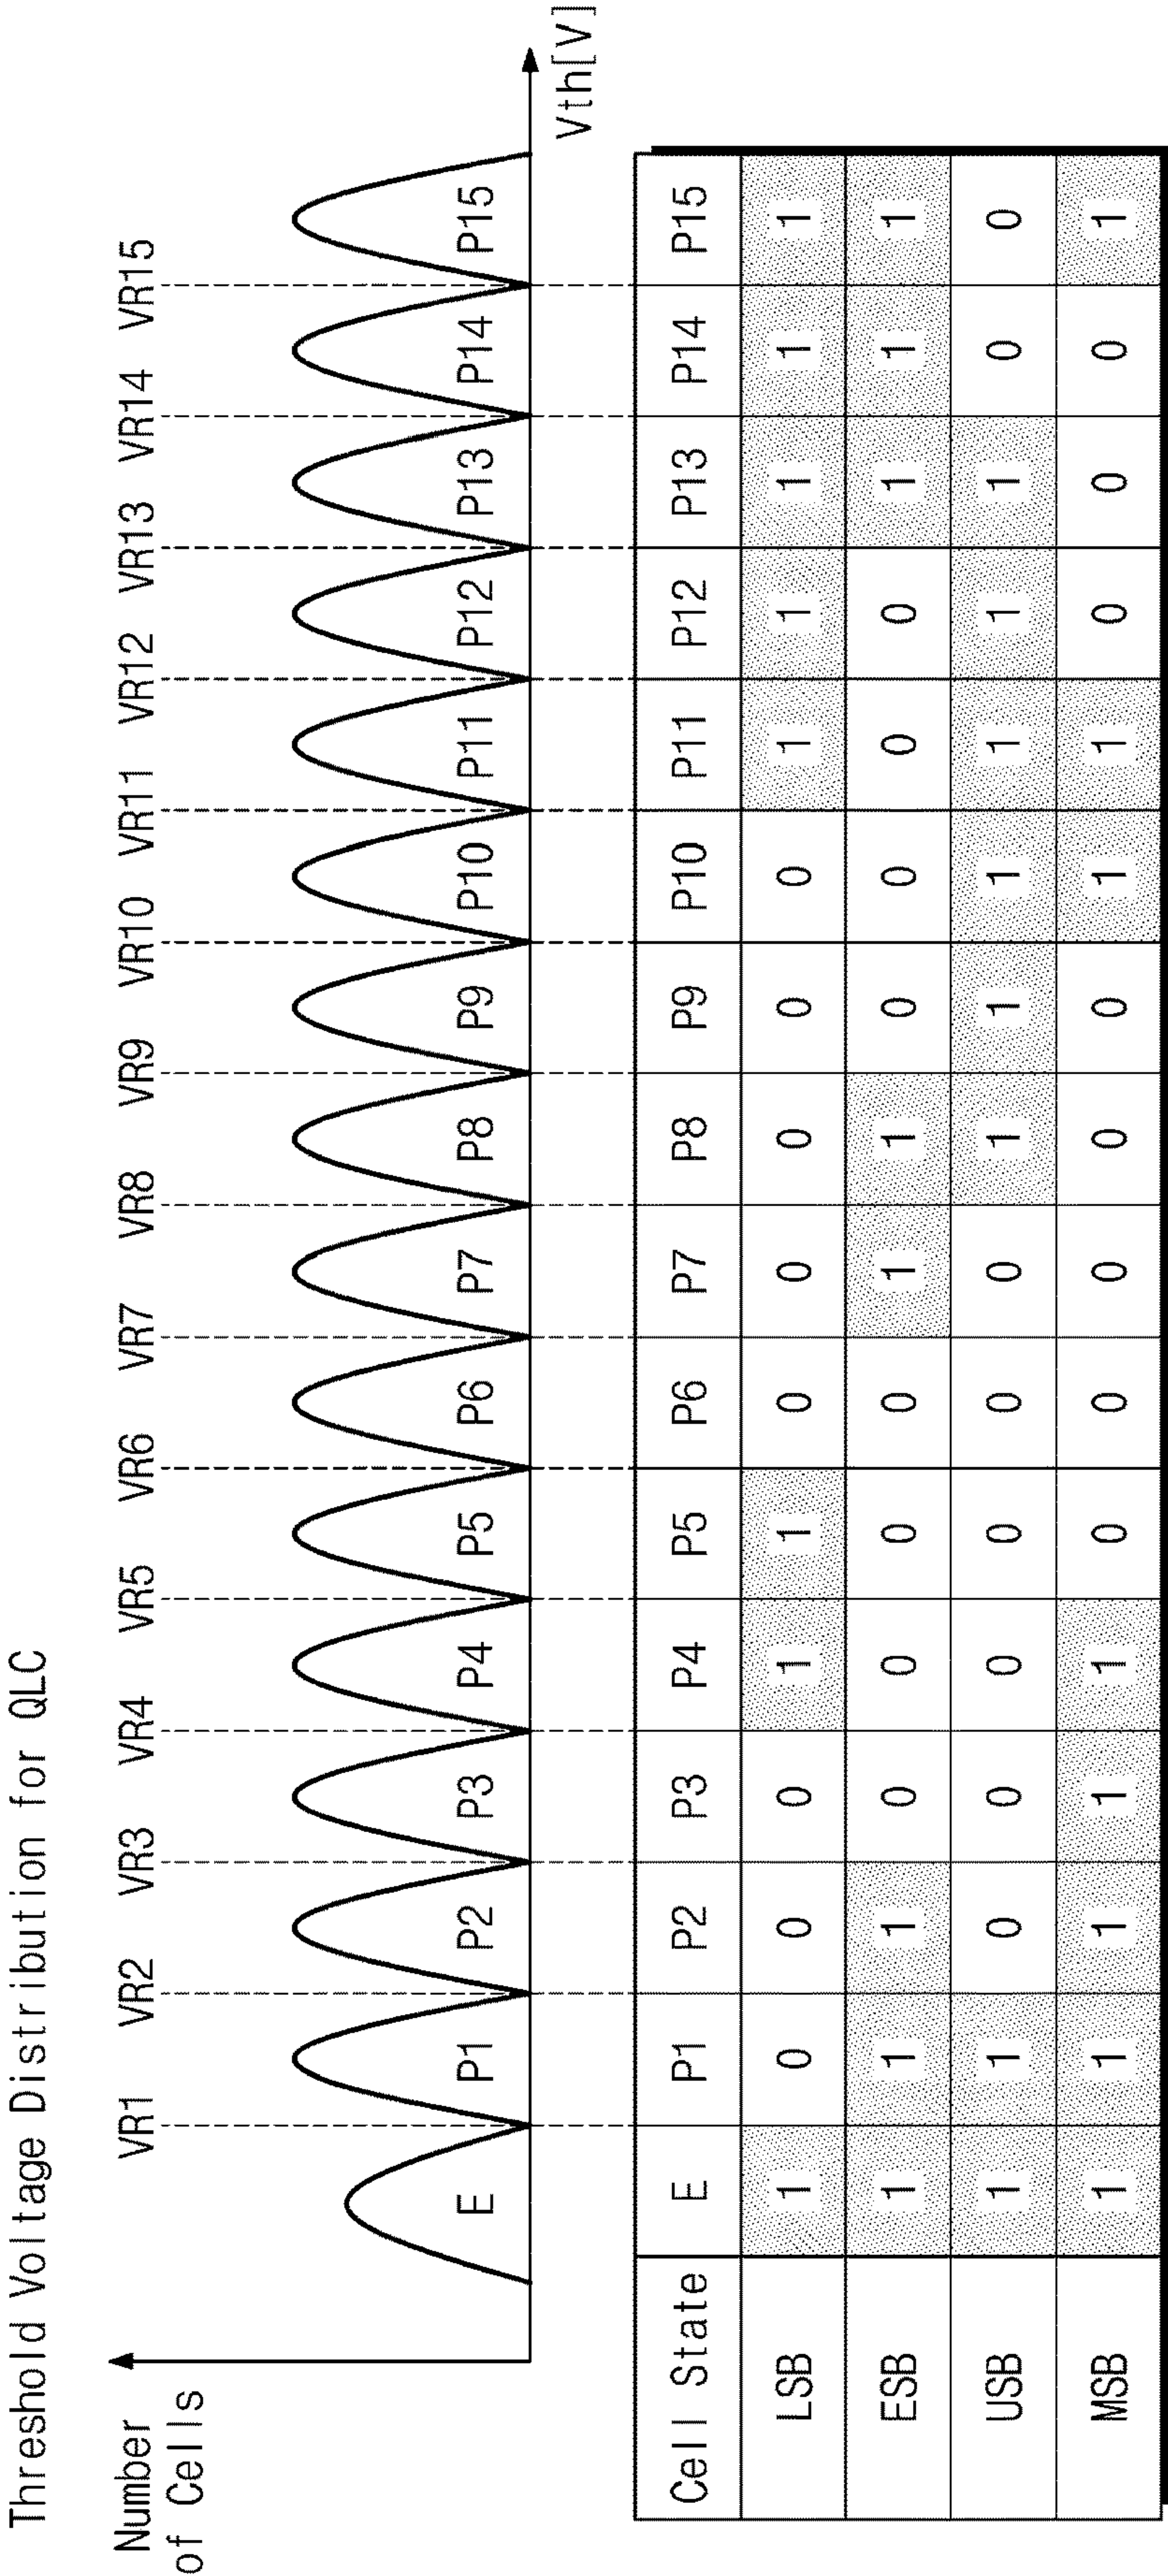 Threshold Voltage Distribution for QLC
Number
of Cells
VR1 VR2 VR3 VR4 VR5 VR6 VR7 VR8 VR9 VR10 VR11 VR12 VR13 VR14 VR15
E P1 P2 P3 P4 P5 P6 P7 P8 P9 P10 P11 P12 P13 P14 P15
Vth[V]
Cell State E P1 P2 P3 P4 P5 P6 P7 P8 P9 P10 P11 P12 P13 P14 P15
LSB 1 0 0 0 1 1 0 0 0 0 0 1 1 1 1 1
ESB 1 1 1 0 0 0 0 1 1 0 0 0 0 1 1 1
USB 1 1 0 0 0 0 0 0 1 1 1 1 1 1 0 0
MSB 1 1 1 1 1 0 0 0 0 0 1 1 0 0 0 1